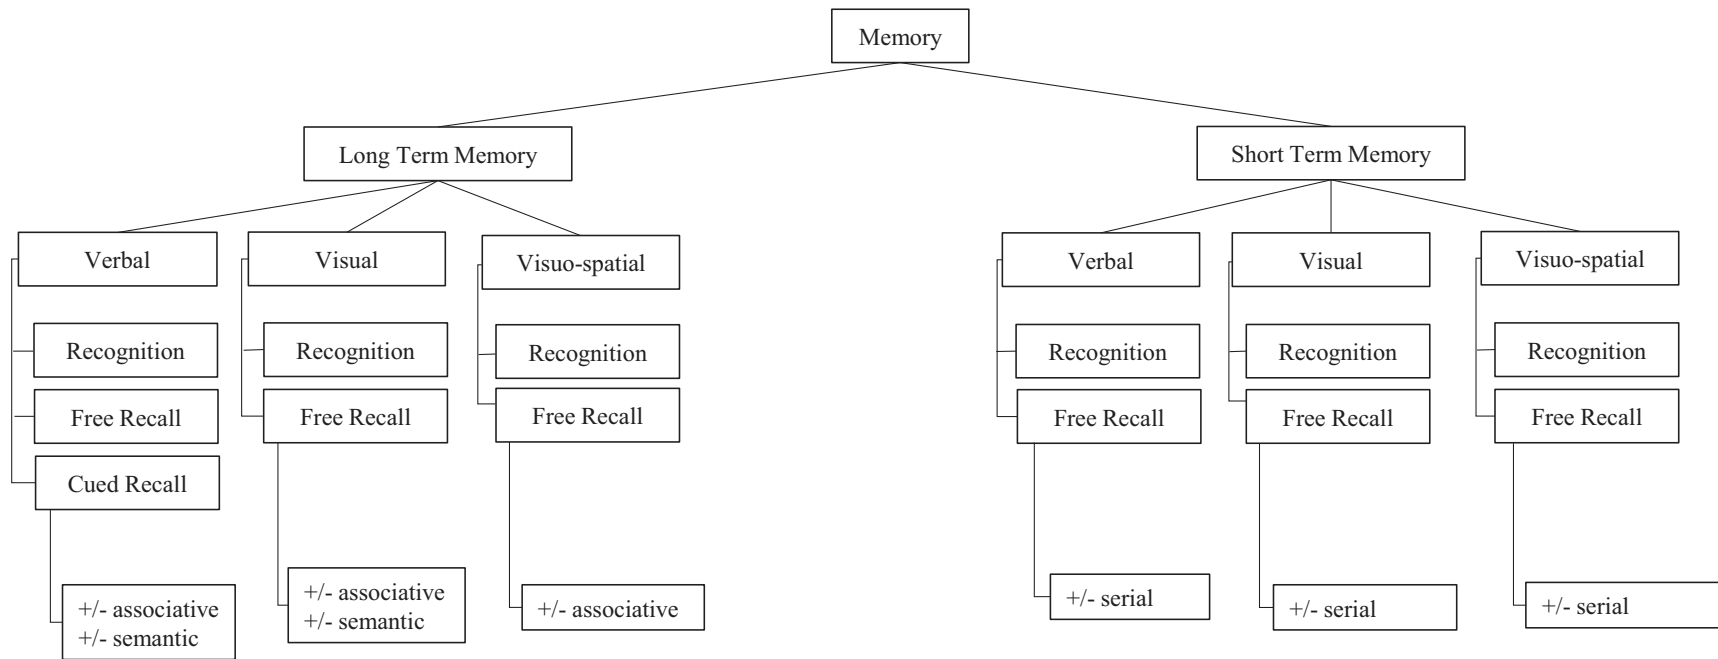 Memory
Long Term Memory
Short Term Memory
Verbal
Visual
Visuo-spatial
Verbal
Visual
Visuo-spatial
Recognition
Recognition
Recognition
Recognition
Recognition
Recognition
Free Recall
Free Recall
Free Recall
Free Recall
Free Recall
Free Recall
Cued Recall
+/- associative
+/- semantic
+/- associative
+/- semantic
+/- associative
+/- serial
+/- serial
+/- serial